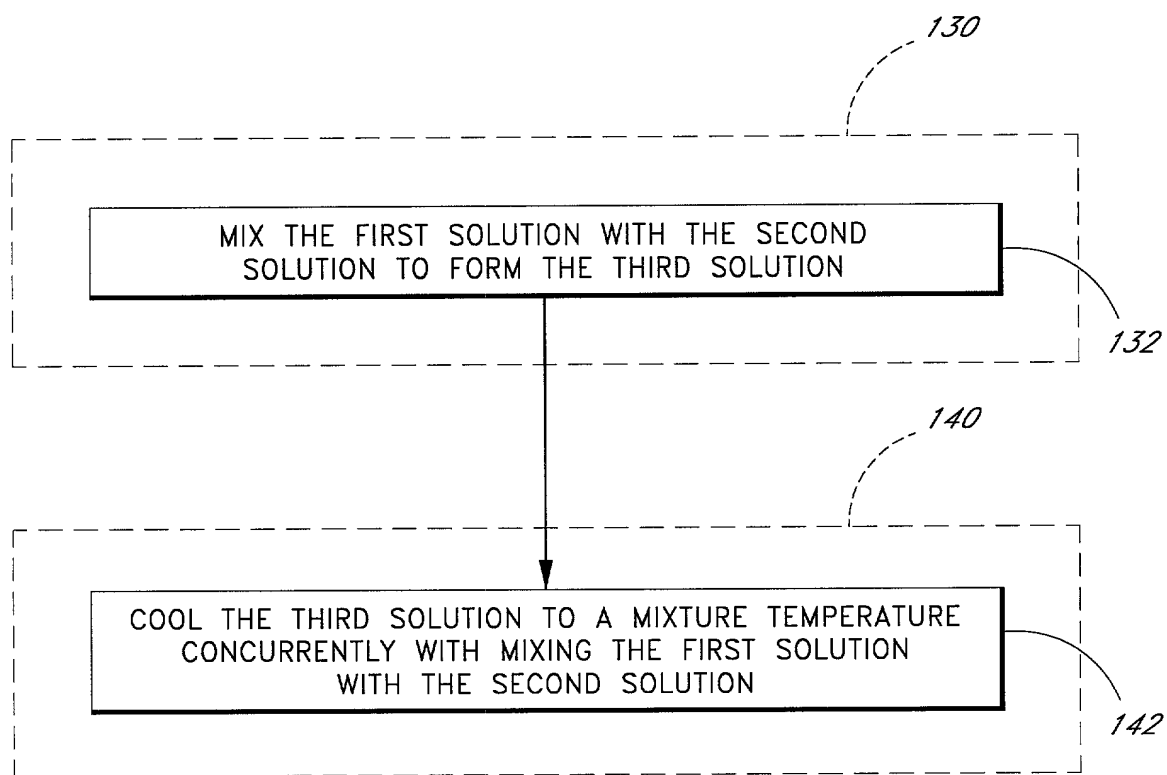 130
MIX THE FIRST SOLUTION WITH THE SECOND
SOLUTION TO FORM THE THIRD SOLUTION
132
140
COOL THE THIRD SOLUTION TO A MIXTURE TEMPERATURE
CONCURRENTLY WITH MIXING THE FIRST SOLUTION
WITH THE SECOND SOLUTION
142